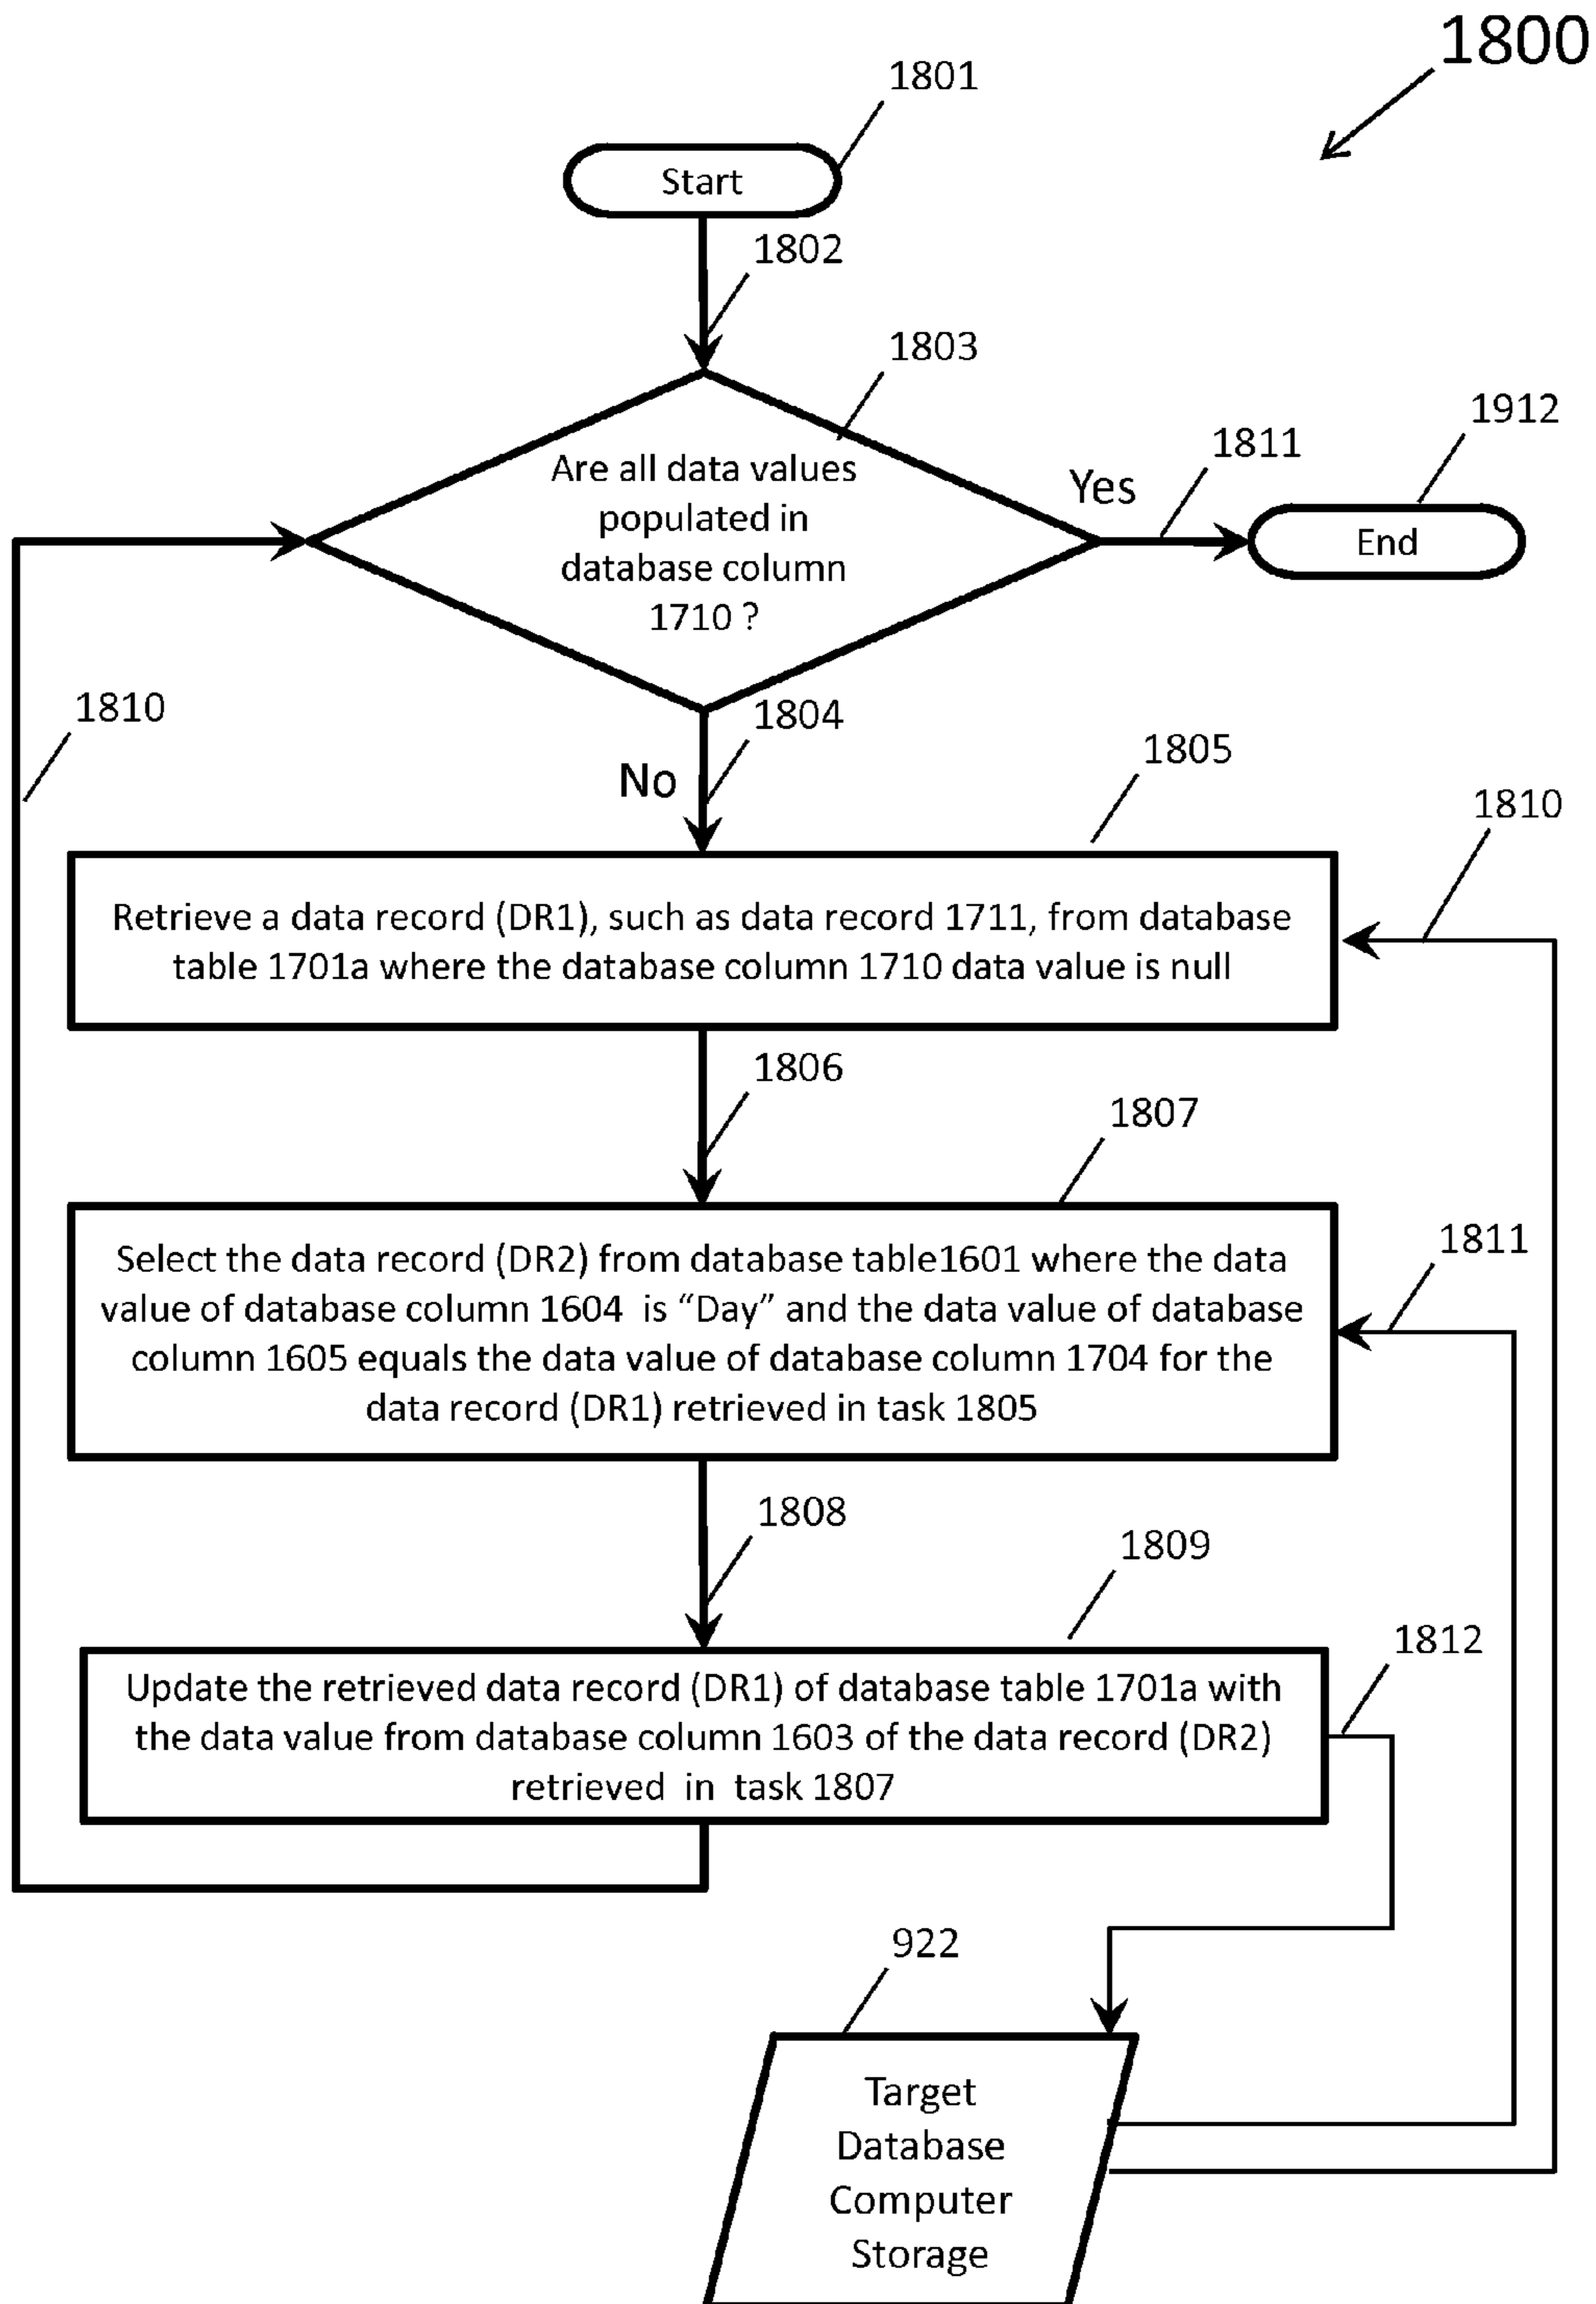 1800
1801
Start
1802
1803
Are all data values
populated in
database column
1710 ?
Yes
1811
1912
End
1810
1804
No
1805
1810
Retrieve a data record (DR1), such as data record 1711, from database
table 1701a where the database column 1710 data value is null
1806
1807
Select the data record (DR2) from database table1601 where the data
value of database column 1604 is “Day” and the data value of database
column 1605 equals the data value of database column 1704 for the
data record (DR1) retrieved in task 1805
1811
1808
1809
Update the retrieved data record (DR1) of database table 1701a with
the data value from database column 1603 of the data record (DR2)
retrieved in task 1807
1812
922
Target
Database
Computer
Storage